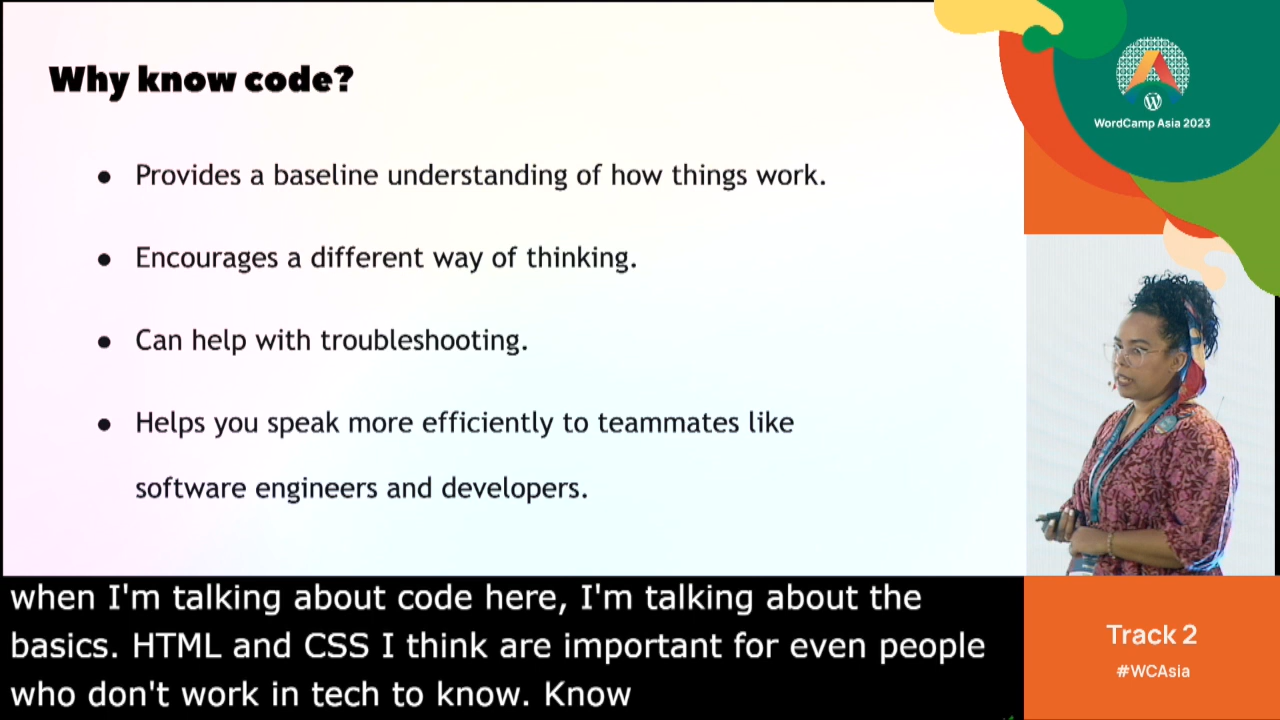 Why know code?
● Provides a baseline understanding of how things work.
● Encourages a different way of thinking.
● Can help with troubleshooting.
● Helps you speak more efficiently to teammates like
software engineers and developers.
WordCamp Asia 2023
when I'm talking about code here, I'm talking about the
basics. HTML and CSS I think are important for even people
who don't work in tech to know. Know
Track 2
#WCAsia